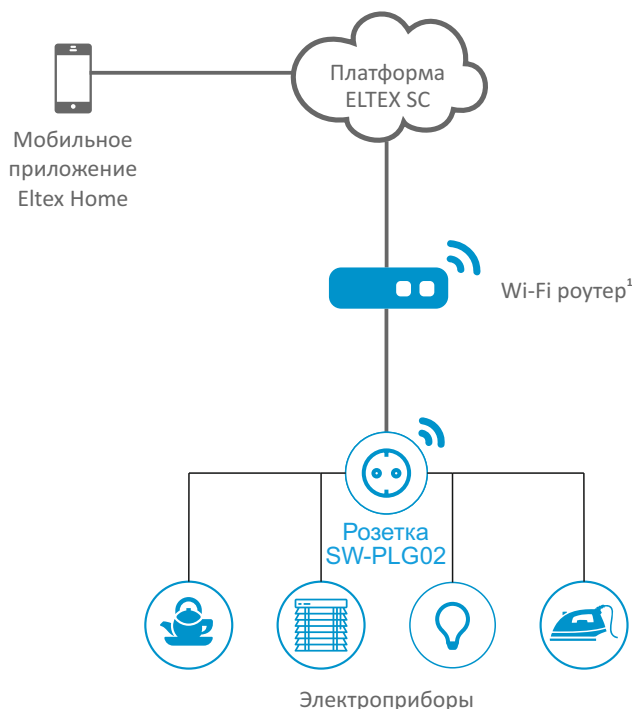 Платформа
ELTEX SC
Мобильное
приложение
Eltex Home
Wi-Fi роутер¹
Розетка
SW-PLG02
Электроприборы